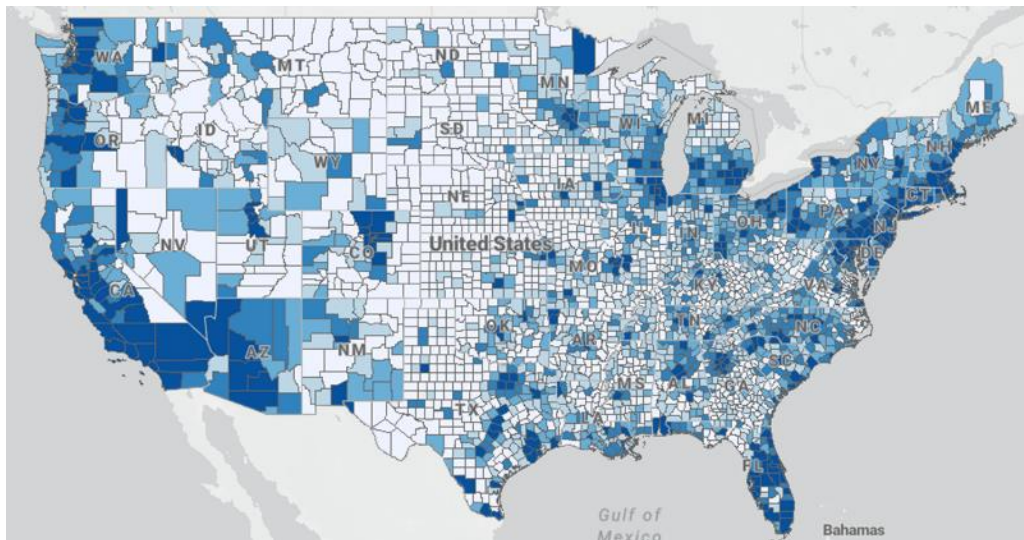 WA
MT
ND
MN
ME
OR
ID
SD
WI
MI
NY
NH
WY
IA
CT
NE
PA
NV
UT
CO
United States
IL
IN
OH
NJ
CA
MO
KY
VA
AZ
NM
OK
AR
TN
NC
SC
TX
LA
MS
AL
GA
FL
Gulf of
Mexico
Bahamas